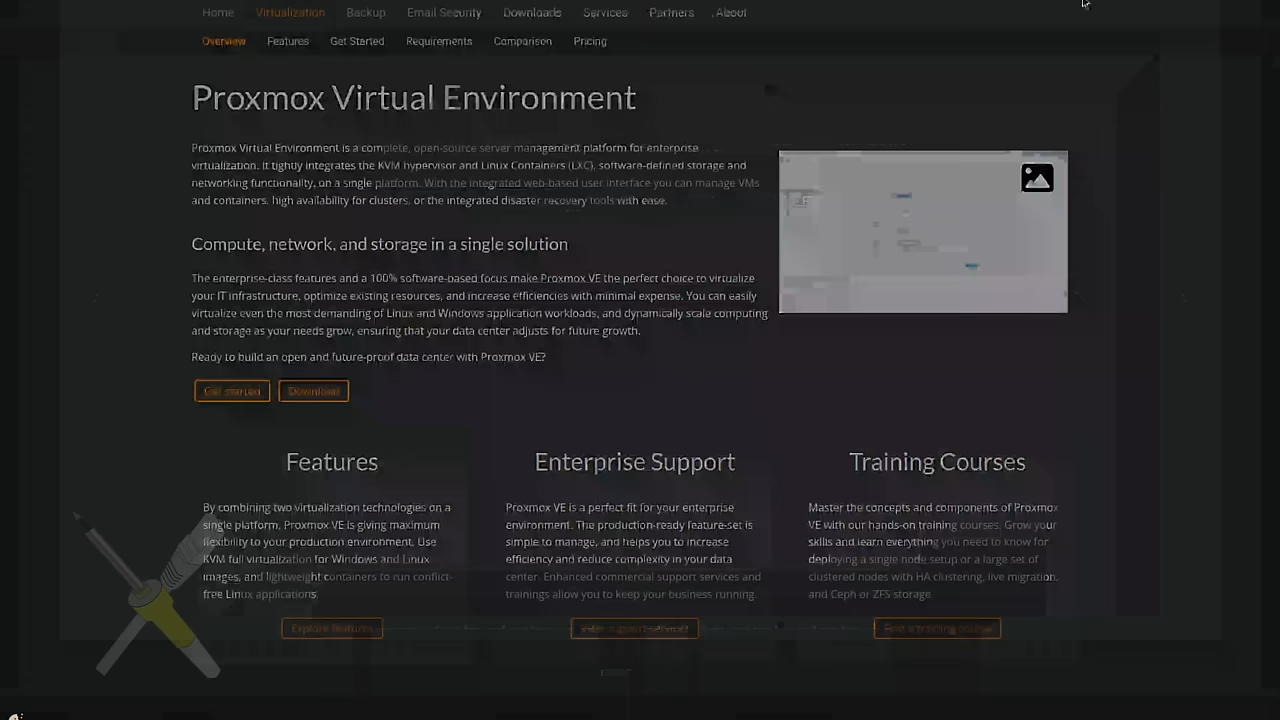 Home Virtualization Backup Email Security Downloads Services Partners About
Overview Features Get Started Requirements Comparison Pricing
Proxmox Virtual Environment
Proxmox Virtual Environment is a complete, open-source server management platform for enterprise
virtualization. It tightly integrates the KVM hypervisor and Linux Containers (LXC), software-defined storage and
networking functionality, on a single platform. With the integrated web-based user interface you can manage VMs
and containers, high availability for clusters, or the integrated disaster recovery tools with ease.
Compute, network, and storage in a single solution
The enterprise-class features and a 100% software-based focus make Proxmox VE the perfect choice to virtualize
your IT infrastructure, optimize existing resources, and increase efficiencies with minimal expense. You can easily
virtualize even the most demanding of Linux and Windows application workloads, and dynamically scale computing
and storage as your needs grow, ensuring that your data center adjusts for future growth.
Ready to build an open and future-proof data center with Proxmox VE?
Get started Download
Features
By combining two virtualization technologies on a
single platform, Proxmox VE is giving maximum
flexibility to your production environment. Use
KVM full virtualization for Windows and Linux
images, and lightweight containers to run conflict-
free Linux applications.
Explore features
Enterprise Support
Proxmox VE is a perfect fit for your enterprise
environment. The production-ready feature-set is
simple to manage, and helps you to increase
efficiency and reduce complexity in your data
center. Enhanced commercial support services and
trainings allow you to keep your business running.
Training Courses
Master the concepts and components of Proxmox
VE with our hands-on training courses. Grow your
skills and learn everything you need to know for
deploying a single node setup or a large set of
clustered nodes with HA clustering, live migration,
and Ceph or ZFS storage.
Find a training course